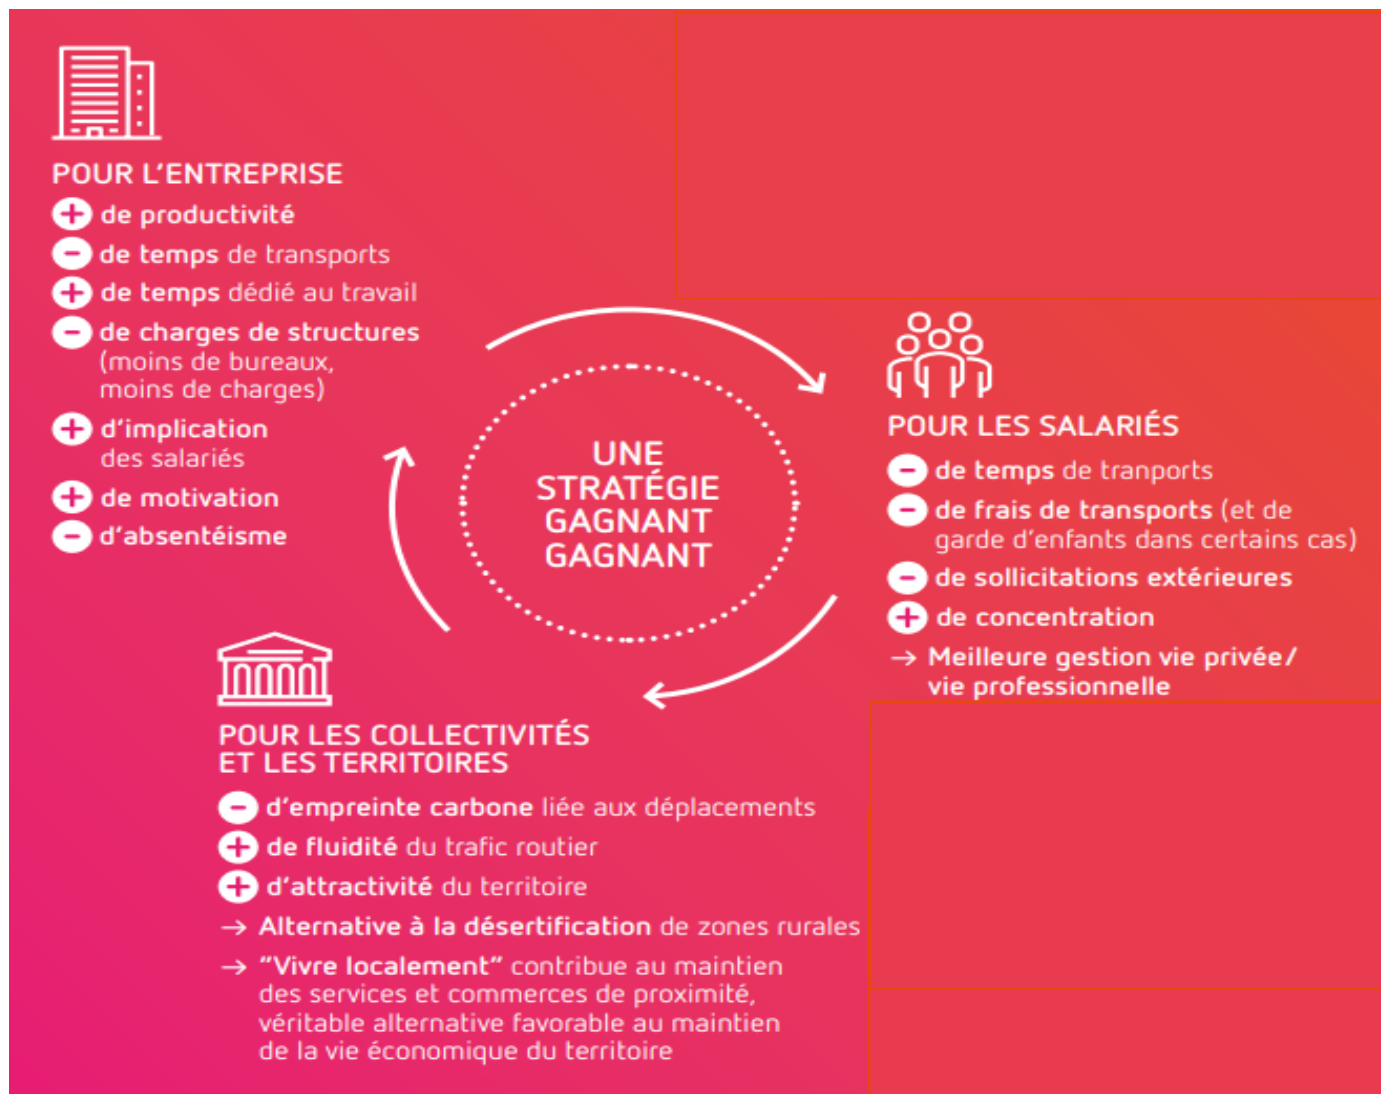 POUR L'ENTREPRISE
+ de productivité
- de temps de transports
+ de temps dédié au travail
- de charges de structures
(moins de bureaux,
moins de charges)
+ d'implication
des salariés
+ de motivation
- d'absentéisme
UNE
STRATÉGIE
GAGNANT
GAGNANT
POUR LES SALARIÉS
- de temps de tranports
- de frais de transports (et de
garde d'enfants dans certains cas)
- de sollicitations extérieures
+ de concentration
→ Meilleure gestion vie privée/
vie professionnelle
POUR LES COLLECTIVITÉS
ET LES TERRITOIRES
- d'empreinte carbone liée aux déplacements
+ de fluidité du trafic routier
+ d'attractivité du territoire
→ Alternative à la désertification de zones rurales
→ "Vivre localement" contribue au maintien
des services et commerces de proximité,
véritable alternative favorable au maintien
de la vie économique du territoire